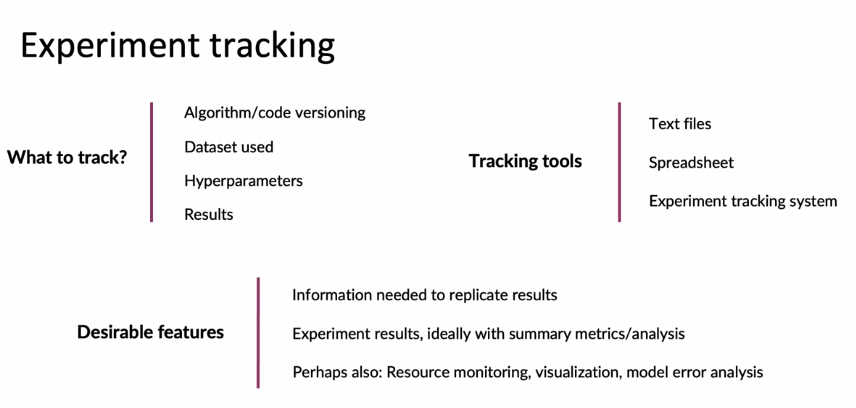 Experiment tracking
What to track?
Algorithm/code versioning
Dataset used
Hyperparameters
Results
Tracking tools
Text files
Spreadsheet
Experiment tracking system
Desirable features
Information needed to replicate results
Experiment results, ideally with summary metrics/analysis
Perhaps also: Resource monitoring, visualization, model error analysis